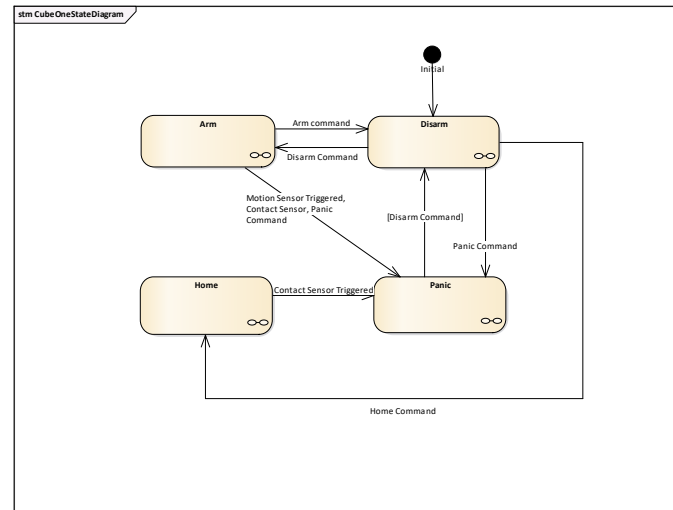 stm CubeOneStateDiagram
Initial
Arm
Arm command
Disarm
Disarm Command
Motion Sensor Triggered,
Contact Sensor, Panic
Command
[Disarm Command]
Panic Command
Home
Contact Sensor Triggered
Panic
Home Command